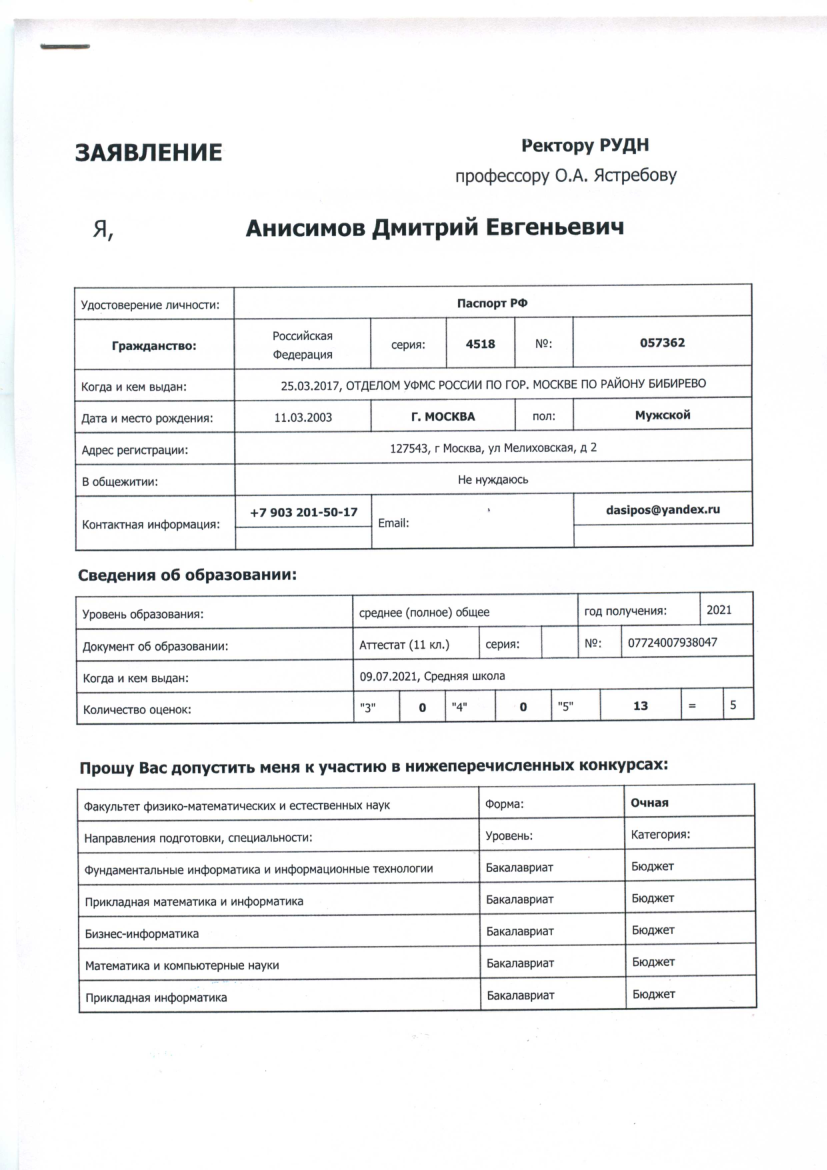 ЗАЯВЛЕНИЕ
Ректору РУДН
профессору О.А. Ястребову
Я, Анисимов Дмитрий Евгеньевич
Удостоверение личности: Паспорт РФ
Гражданство: Российская Федерация серия: 4518 №: 057362
Когда и кем выдан: 25.03.2017, ОТДЕЛОМ УФМС РОССИИ ПО ГОР. МОСКВЕ ПО РАЙОНУ БИБИРЕВО
Дата и место рождения: 11.03.2003 Г. МОСКВА пол: Мужской
Адрес регистрации: 127543, г Москва, ул Мелиховская, д 2
В общежитии: Не нуждаюсь
Контактная информация: +7 903 201-50-17 Email: dasipos@yandex.ru
Сведения об образовании:
Уровень образования: среднее (полное) общее год получения: 2021
Документ об образовании: Аттестат (11 кл.) серия: №: 07724007938047
Когда и кем выдан: 09.07.2021, Средняя школа
Количество оценок: "3" 0 "4" 0 "5" 13 = 5
Прошу Вас допустить меня к участию в нижеперечисленных конкурсах:
Факультет физико-математических и естественных наук Форма: Очная
Направления подготовки, специальности: Уровень: Категория:
Фундаментальные информатика и информационные технологии Бакалавриат Бюджет
Прикладная математика и информатика Бакалавриат Бюджет
Бизнес-информатика Бакалавриат Бюджет
Математика и компьютерные науки Бакалавриат Бюджет
Прикладная информатика Бакалавриат Бюджет